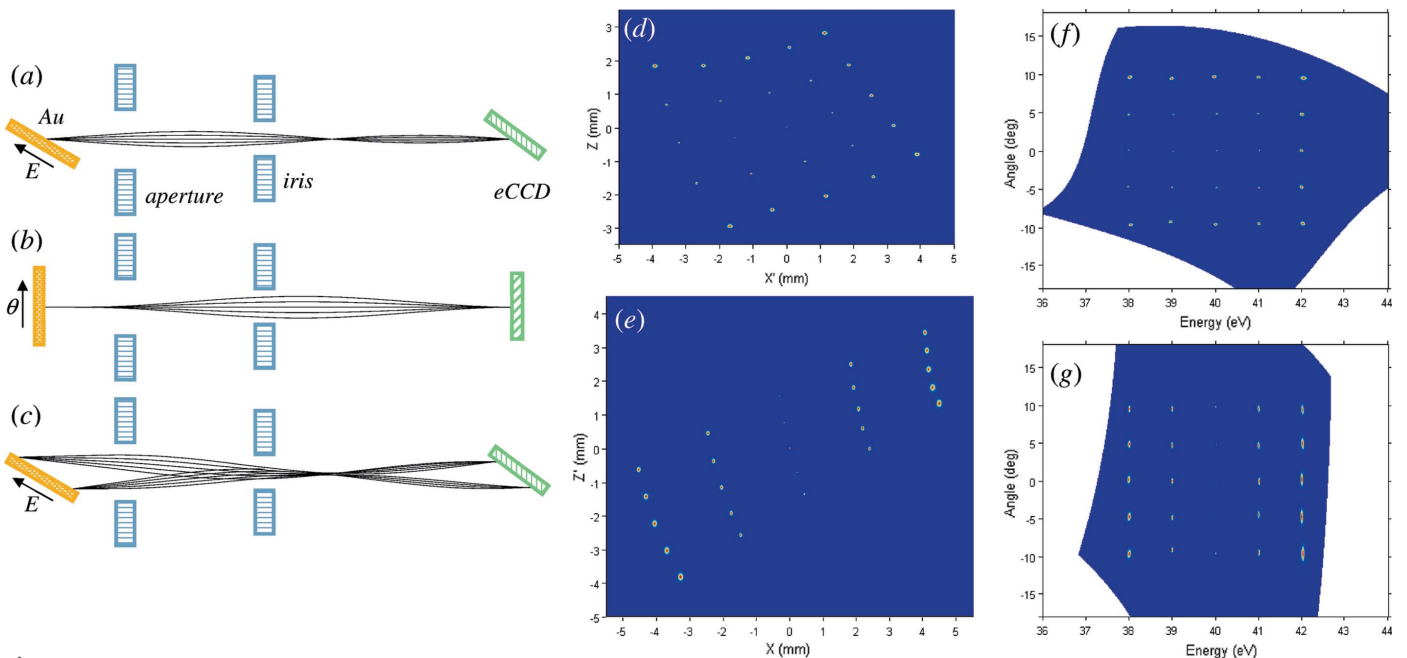 (a)
Au
E
aperture
iris
eCCD
(b)
θ
(c)
E
(d)
Z (mm)
3
2
1
0
-1
-2
-3
-5 -4 -3 -2 -1 0 1 2 3 4 5
X' (mm)
(e)
Z' (mm)
4
3
2
1
0
-1
-2
-3
-4
-5
-5 -4 -3 -2 -1 0 1 2 3 4 5
X (mm)
(f)
Angle (deg)
15
10
5
0
-5
-10
-15
36 37 38 39 40 41 42 43 44
Energy (eV)
(g)
Angle (deg)
15
10
5
0
-5
-10
-15
36 37 38 39 40 41 42 43 44
Energy (eV)